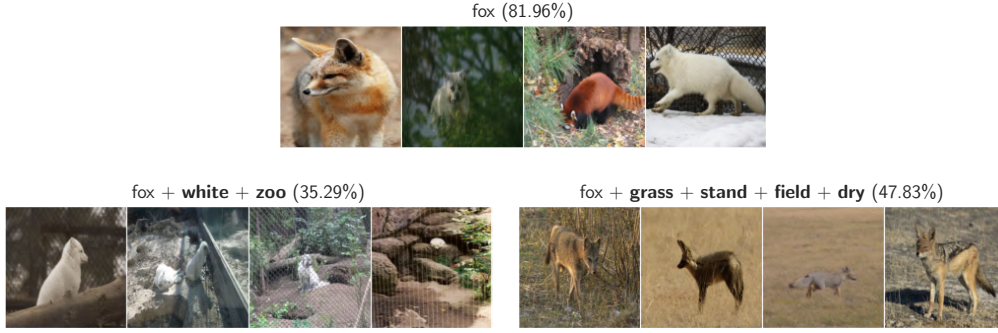 fox (81.96%)
fox + white + zoo (35.29%)
fox + grass + stand + field + dry (47.83%)